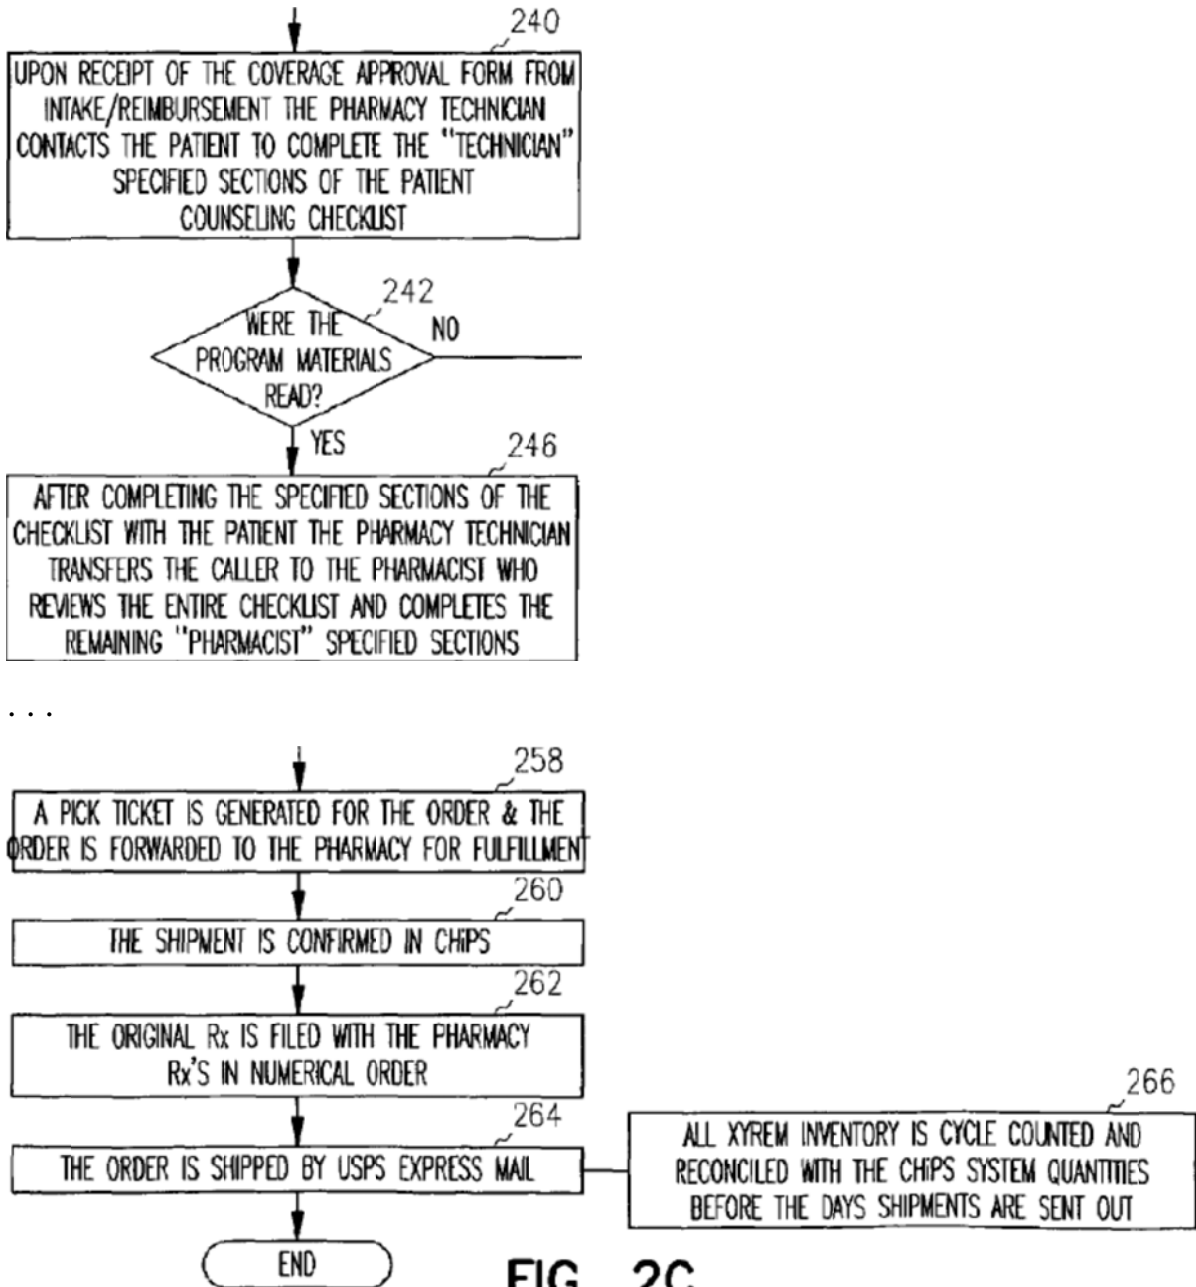 240
UPON RECEIPT OF THE COVERAGE APPROVAL FORM FROM
INTAKE/REIMBURSEMENT THE PHARMACY TECHNICIAN
CONTACTS THE PATIENT TO COMPLETE THE "TECHNICIAN"
SPECIFIED SECTIONS OF THE PATIENT
COUNSELING CHECKLIST
242
WERE THE
PROGRAM MATERIALS
READ?
NO
YES
246
AFTER COMPLETING THE SPECIFIED SECTIONS OF THE
CHECKLIST WITH THE PATIENT THE PHARMACY TECHNICIAN
TRANSFERS THE CALLER TO THE PHARMACIST WHO
REVIEWS THE ENTIRE CHECKLIST AND COMPLETES THE
REMAINING "PHARMACIST" SPECIFIED SECTIONS
. . .
258
A PICK TICKET IS GENERATED FOR THE ORDER & THE
ORDER IS FORWARDED TO THE PHARMACY FOR FULFILLMENT
260
THE SHIPMENT IS CONFIRMED IN CHiPS
262
THE ORIGINAL Rx IS FILED WITH THE PHARMACY
Rx'S IN NUMERICAL ORDER
264
THE ORDER IS SHIPPED BY USPS EXPRESS MAIL
266
ALL XYREM INVENTORY IS CYCLE COUNTED AND
RECONCILED WITH THE CHiPS SYSTEM QUANTITIES
BEFORE THE DAYS SHIPMENTS ARE SENT OUT
END
FIG. 2C